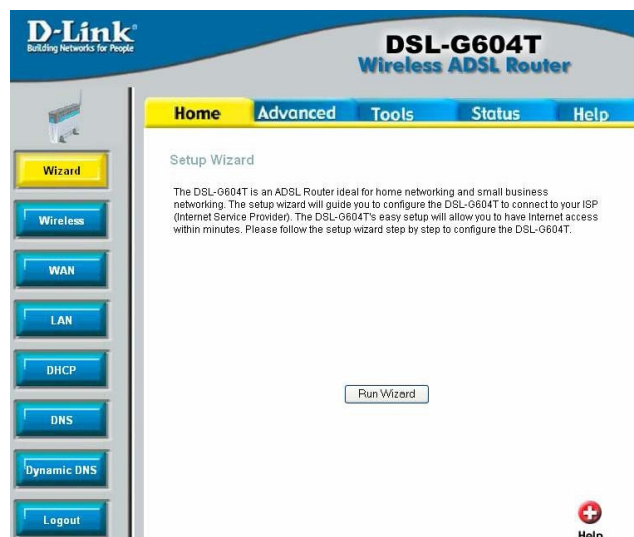 D-Link®
Building Networks for People
DSL-G604T
Wireless ADSL Router
Home
Advanced
Tools
Status
Help
Wizard
Wireless
WAN
LAN
DHCP
DNS
Dynamic DNS
Logout
Setup Wizard
The DSL-G604T is an ADSL Router ideal for home networking and small business
networking. The setup wizard will guide you to configure the DSL-G604T to connect to your ISP
(Internet Service Provider). The DSL-G604T's easy setup will allow you to have Internet access
within minutes. Please follow the setup wizard step by step to configure the DSL-G604T.
Run Wizard
Help